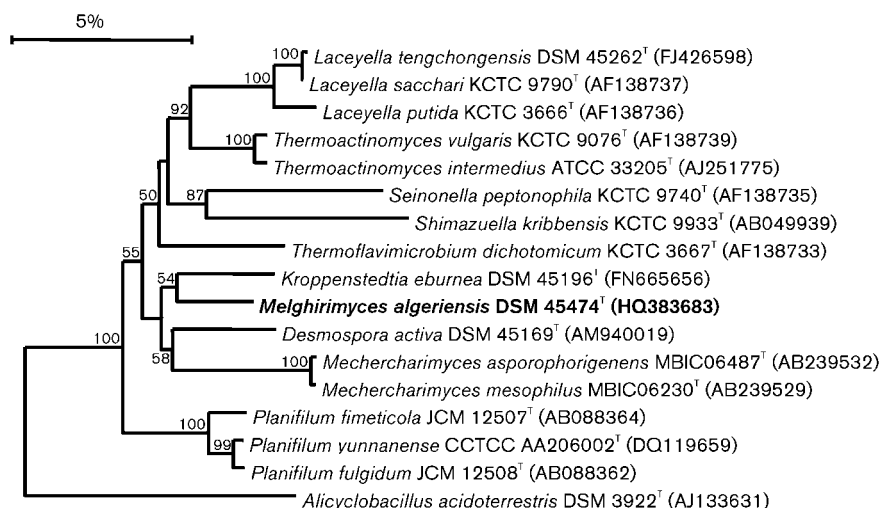 5%
100 Laceyella tengchongensis DSM 45262ᵀ (FJ426598)
100 Laceyella sacchari KCTC 9790ᵀ (AF138737)
92 Laceyella putida KCTC 3666ᵀ (AF138736)
100 Thermoactinomyces vulgaris KCTC 9076ᵀ (AF138739)
Thermoactinomyces intermedius ATCC 33205ᵀ (AJ251775)
50 87 Seinonella peptonophila KCTC 9740ᵀ (AF138735)
Shimazuella kribbensis KCTC 9933ᵀ (AB049939)
55 Thermoflavimicrobium dichotomicum KCTC 3667ᵀ (AF138733)
54 Kroppenstedtia eburnea DSM 45196ᵀ (FN665656)
Melghirimyces algeriensis DSM 45474ᵀ (HQ383683)
100 Desmospora activa DSM 45169ᵀ (AM940019)
58 100 Mechercharimyces asporophorigenens MBIC06487ᵀ (AB239532)
Mechercharimyces mesophilus MBIC06230ᵀ (AB239529)
100 Planifilum fimeticola JCM 12507ᵀ (AB088364)
99 Planifilum yunnanense CCTCC AA206002ᵀ (DQ119659)
Planifilum fulgidum JCM 12508ᵀ (AB088362)
Alicyclobacillus acidoterrestris DSM 3922ᵀ (AJ133631)